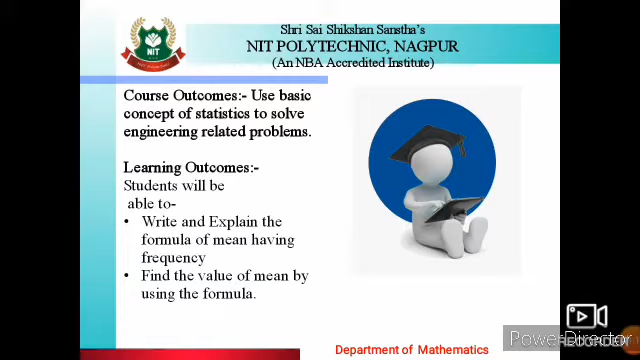 Shri Sai Shikshan Sanstha's
NIT POLYTECHNIC, NAGPUR
(An NBA Accredited Institute)
NIT
Course Outcomes:- Use basic
concept of statistics to solve
engineering related problems.
Learning Outcomes:-
Students will be
able to-
• Write and Explain the
formula of mean having
frequency
• Find the value of mean by
using the formula.
PowerDirector
RECORDER
Department of Mathematics